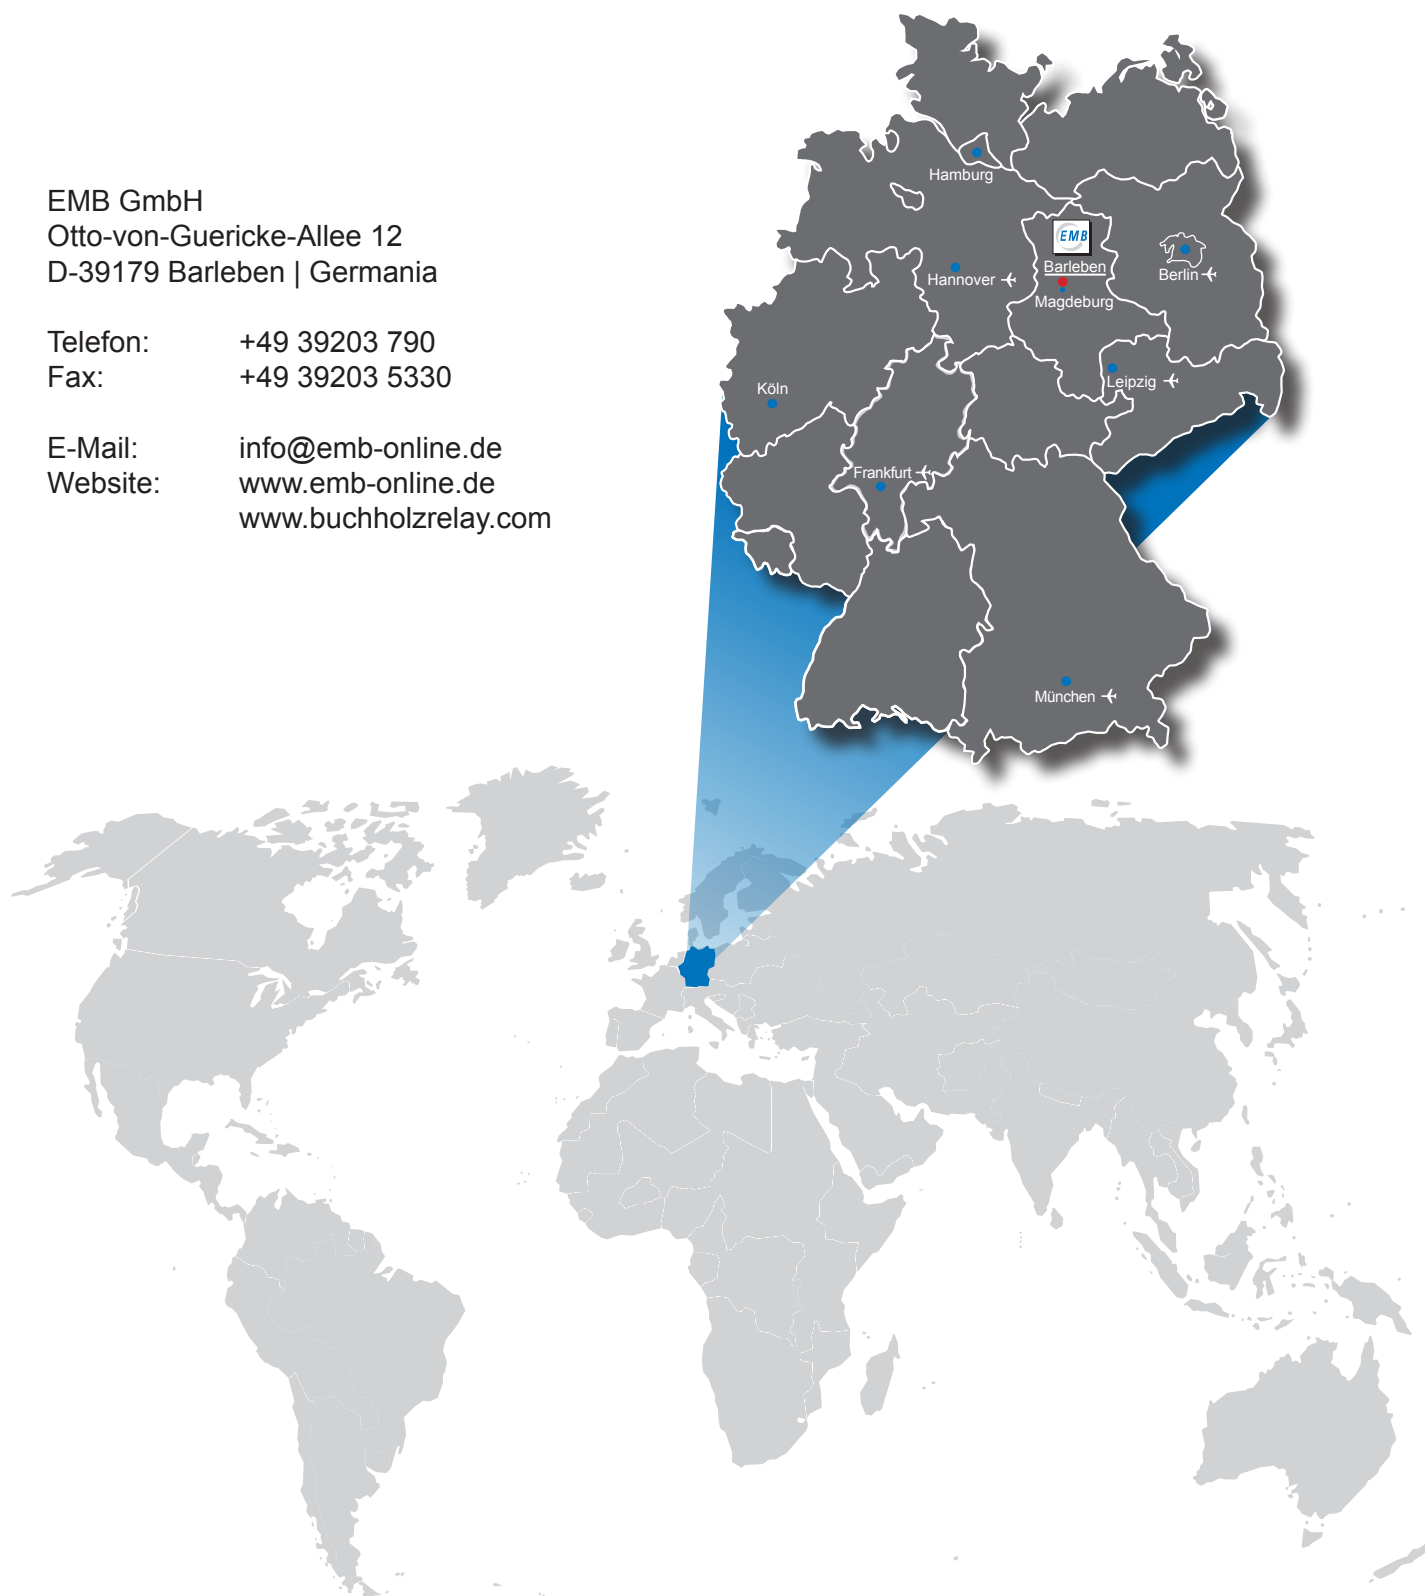 EMB GmbH
Otto-von-Guericke-Allee 12
D-39179 Barleben | Germania
Telefon: +49 39203 790
Fax: +49 39203 5330
E-Mail: info@emb-online.de
Website: www.emb-online.de
www.buchholzrelay.com
Hamburg
EMB
Barleben
Hannover
Berlin
Magdeburg
Leipzig
Köln
Frankfurt
München